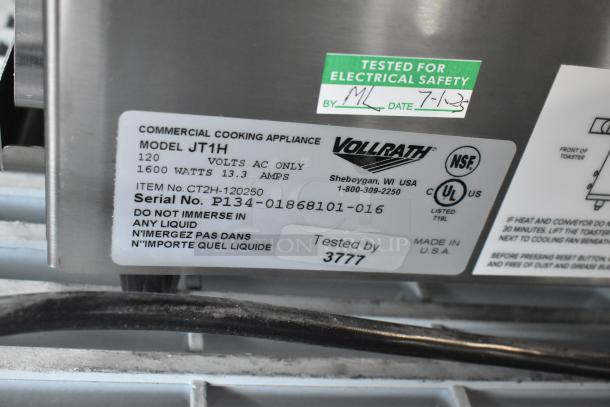 TESTED FOR
ELECTRICAL SAFETY
BY ML DATE 7-1-25
COMMERCIAL COOKING APPLIANCE
MODEL JT1H
120 VOLTS AC ONLY
1600 WATTS 13.3 AMPS
ITEM No. CT2H-120250
Serial No. P134-01868101-016
DO NOT IMMERSE IN
ANY LIQUID
N'IMERGEZ PAS DANS
N"IMPORTE QUEL LIQUIDE
VOLLRATH
Sheboygan, WI USA
1-800-309-2250
NSF
C UL US
LISTED
718L
Tested by
3777
MADE IN
U.S.A.
FRONT OF
TOASTER
IF HEAT AND CONVEYOR DO N
30 MINUTES. LIFT THE TOASTER
NEXT TO COOLING FAN BENEAT
BEFORE PRESSING RESET BUTTON,
AND FREE OF DUST AND GREASE BU